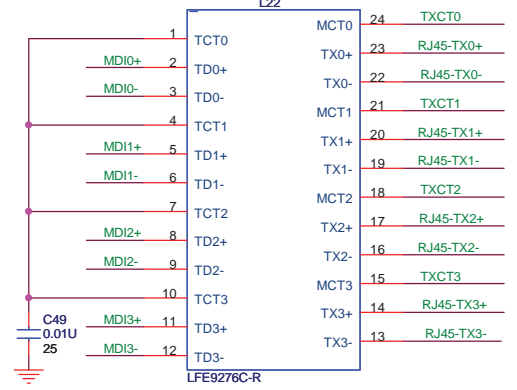 L22
1 TCT0 MCT0 24 TXCT0
MDI0+ 2 TD0+ TX0+ 23 RJ45-TX0+
MDI0- 3 TD0- TX0- 22 RJ45-TX0-
4 TCT1 MCT1 21 TXCT1
MDI1+ 5 TD1+ TX1+ 20 RJ45-TX1+
MDI1- 6 TD1- TX1- 19 RJ45-TX1-
7 TCT2 MCT2 18 TXCT2
MDI2+ 8 TD2+ TX2+ 17 RJ45-TX2+
MDI2- 9 TD2- TX2- 16 RJ45-TX2-
10 TCT3 MCT3 15 TXCT3
MDI3+ 11 TD3+ TX3+ 14 RJ45-TX3+
MDI3- 12 TD3- TX3- 13 RJ45-TX3-
C49
0.01U
25
LFE9276C-R